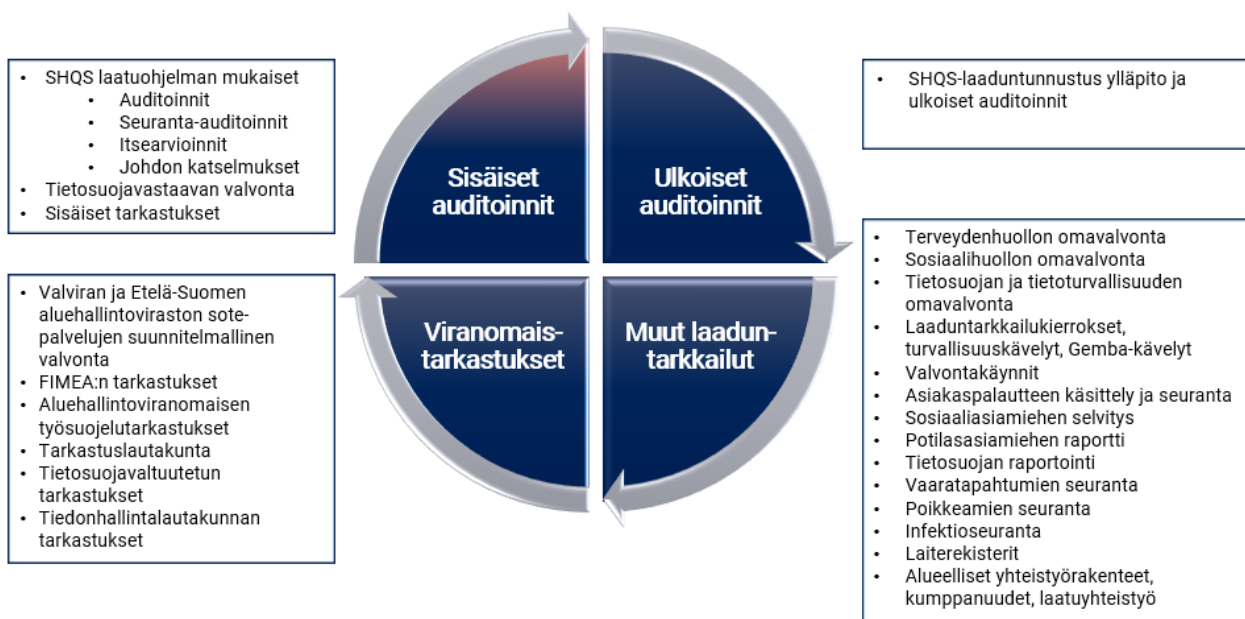 • SHQS laatuohjelman mukaiset
• Auditoinnit
• Seuranta-auditoinnit
• Itsearvioinnit
• Johdon katselmukset
• Tietosuojavastaavan valvonta
• Sisäiset tarkastukset
Sisäiset
auditoinnit
Ulkoiset
auditoinnit
• SHQS-laaduntunnustus ylläpito ja
ulkoiset auditoinnit
• Valviran ja Etelä-Suomen
aluehallintoviraston sote-
palvelujen suunnitelmallinen
valvonta
• FIMEA:n tarkastukset
• Aluehallintoviranomaisen
työsuojelutarkastukset
• Tarkastuslautakunta
• Tietosuojavaltuutetun
tarkastukset
• Tiedonhallintalautakunnan
tarkastukset
Viranomais-
tarkastukset
Muut laadun-
tarkkailut
• Terveydenhuollon omavalvonta
• Sosiaalihuollon omavalvonta
• Tietosuojan ja tietoturvallisuuden
omavalvonta
• Laaduntarkkailukierrokset,
turvallisuuskävelyt, Gemba-kävelyt
• Valvontakäynnit
• Asiakaspalautteen käsittely ja seuranta
• Sosiaaliasiamiehen selvitys
• Potilasasiamiehen raportti
• Tietosuojan raportointi
• Vaaratapahtumien seuranta
• Poikkeamien seuranta
• Infektioseuranta
• Laiterekisterit
• Alueelliset yhteistyörakenteet,
kumppanuudet, laatuyhteistyö